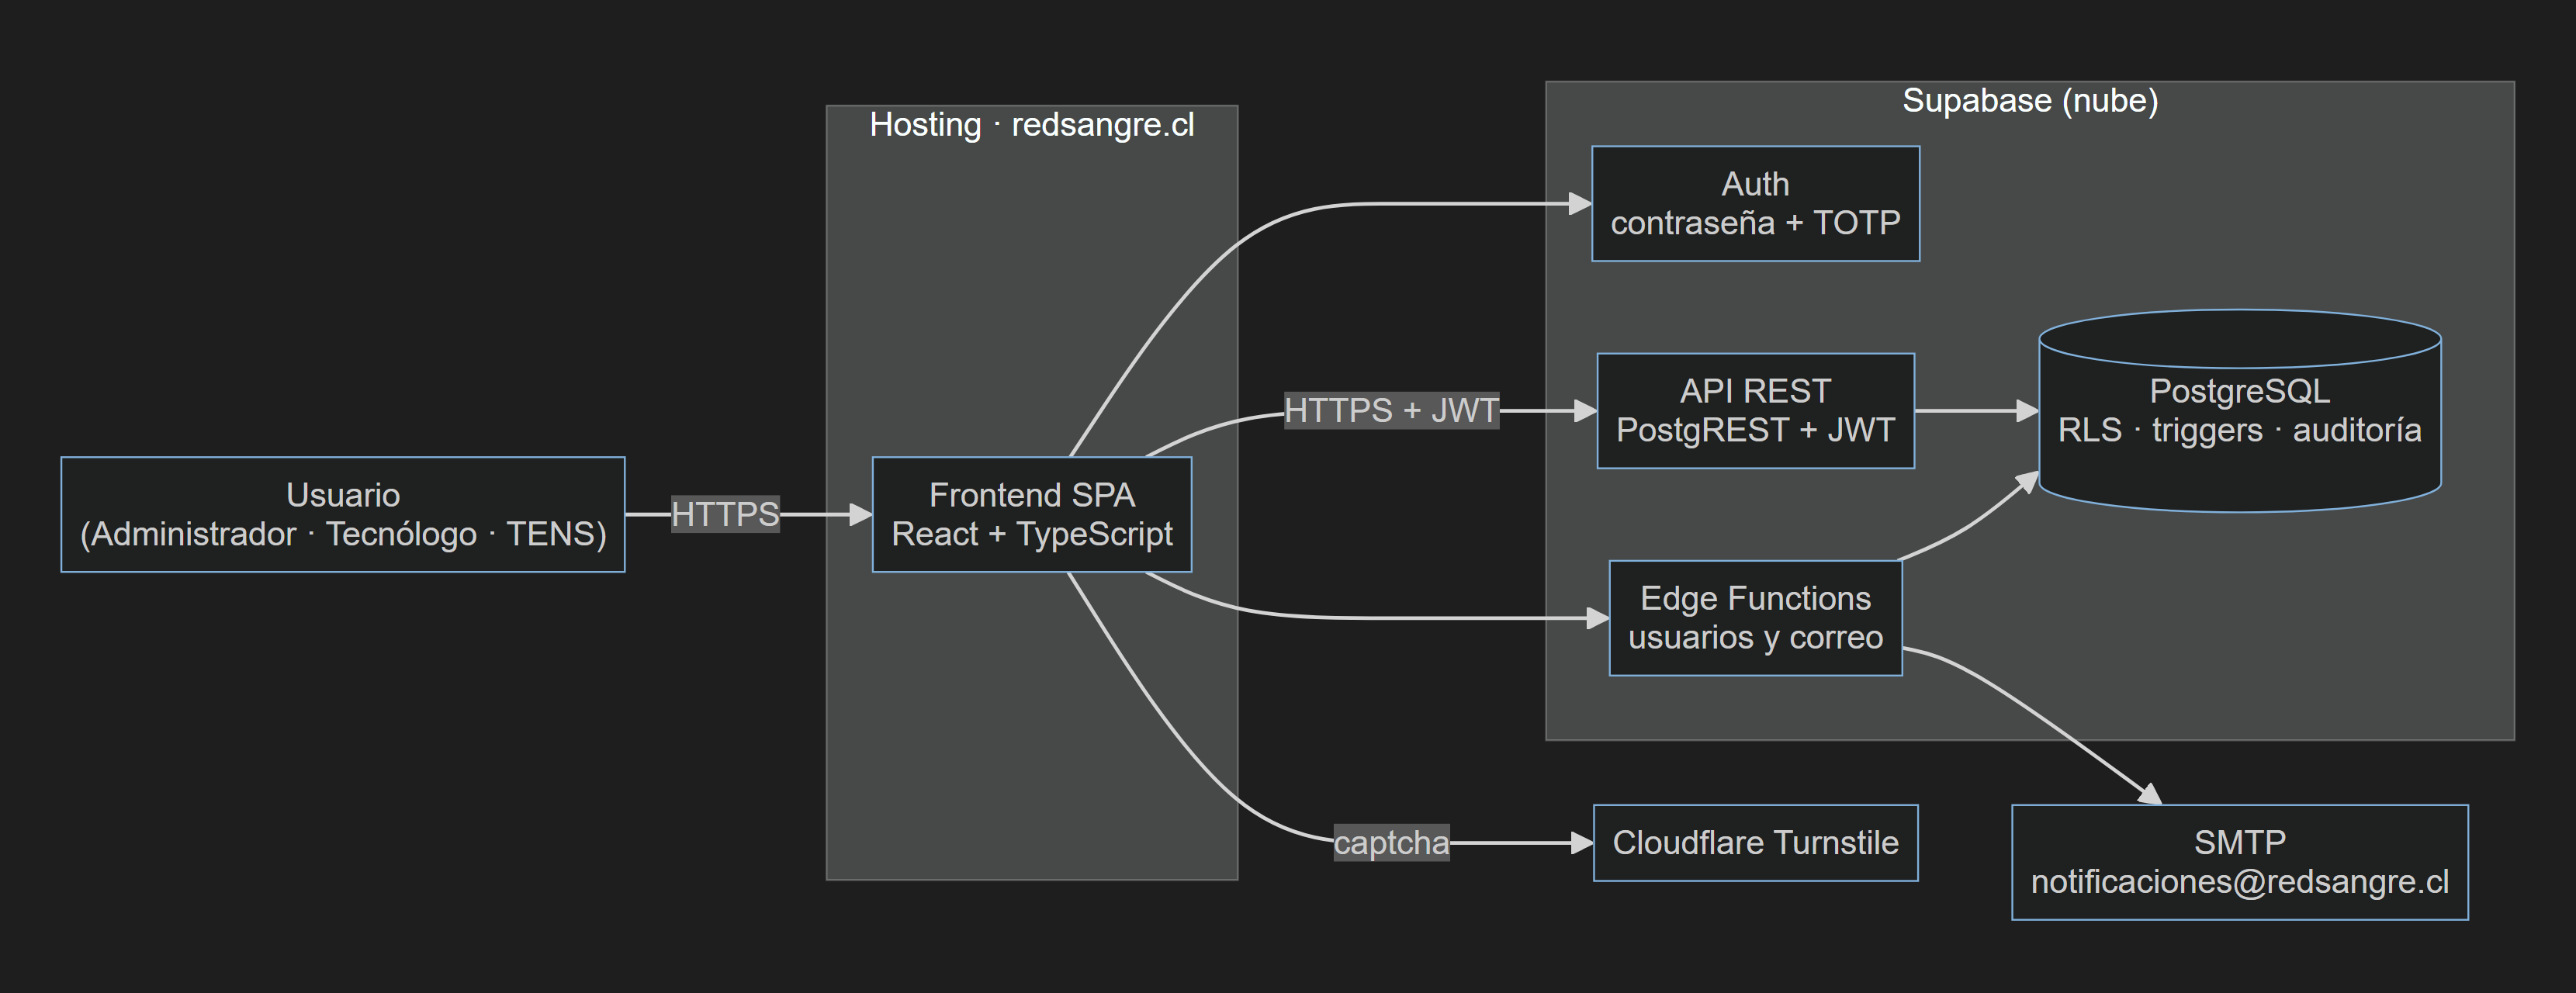 Usuario
(Administrador · Tecnólogo · TENS)
HTTPS
Hosting · redsangre.cl
Frontend SPA
React + TypeScript
HTTPS + JWT
captcha
Supabase (nube)
Auth
contraseña + TOTP
API REST
PostgREST + JWT
PostgreSQL
RLS · triggers · auditoría
Edge Functions
usuarios y correo
Cloudflare Turnstile
SMTP
notificaciones@redsangre.cl